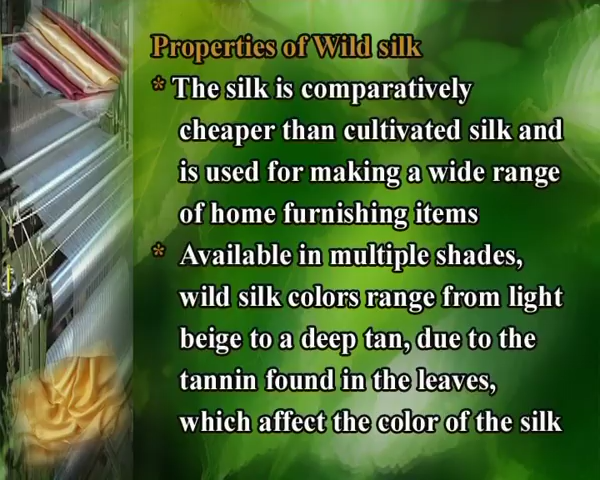 Properties of Wild silk
* The silk is comparatively
cheaper than cultivated silk and
is used for making a wide range
of home furnishing items
* Available in multiple shades,
wild silk colors range from light
beige to a deep tan, due to the
tannin found in the leaves,
which affect the color of the silk